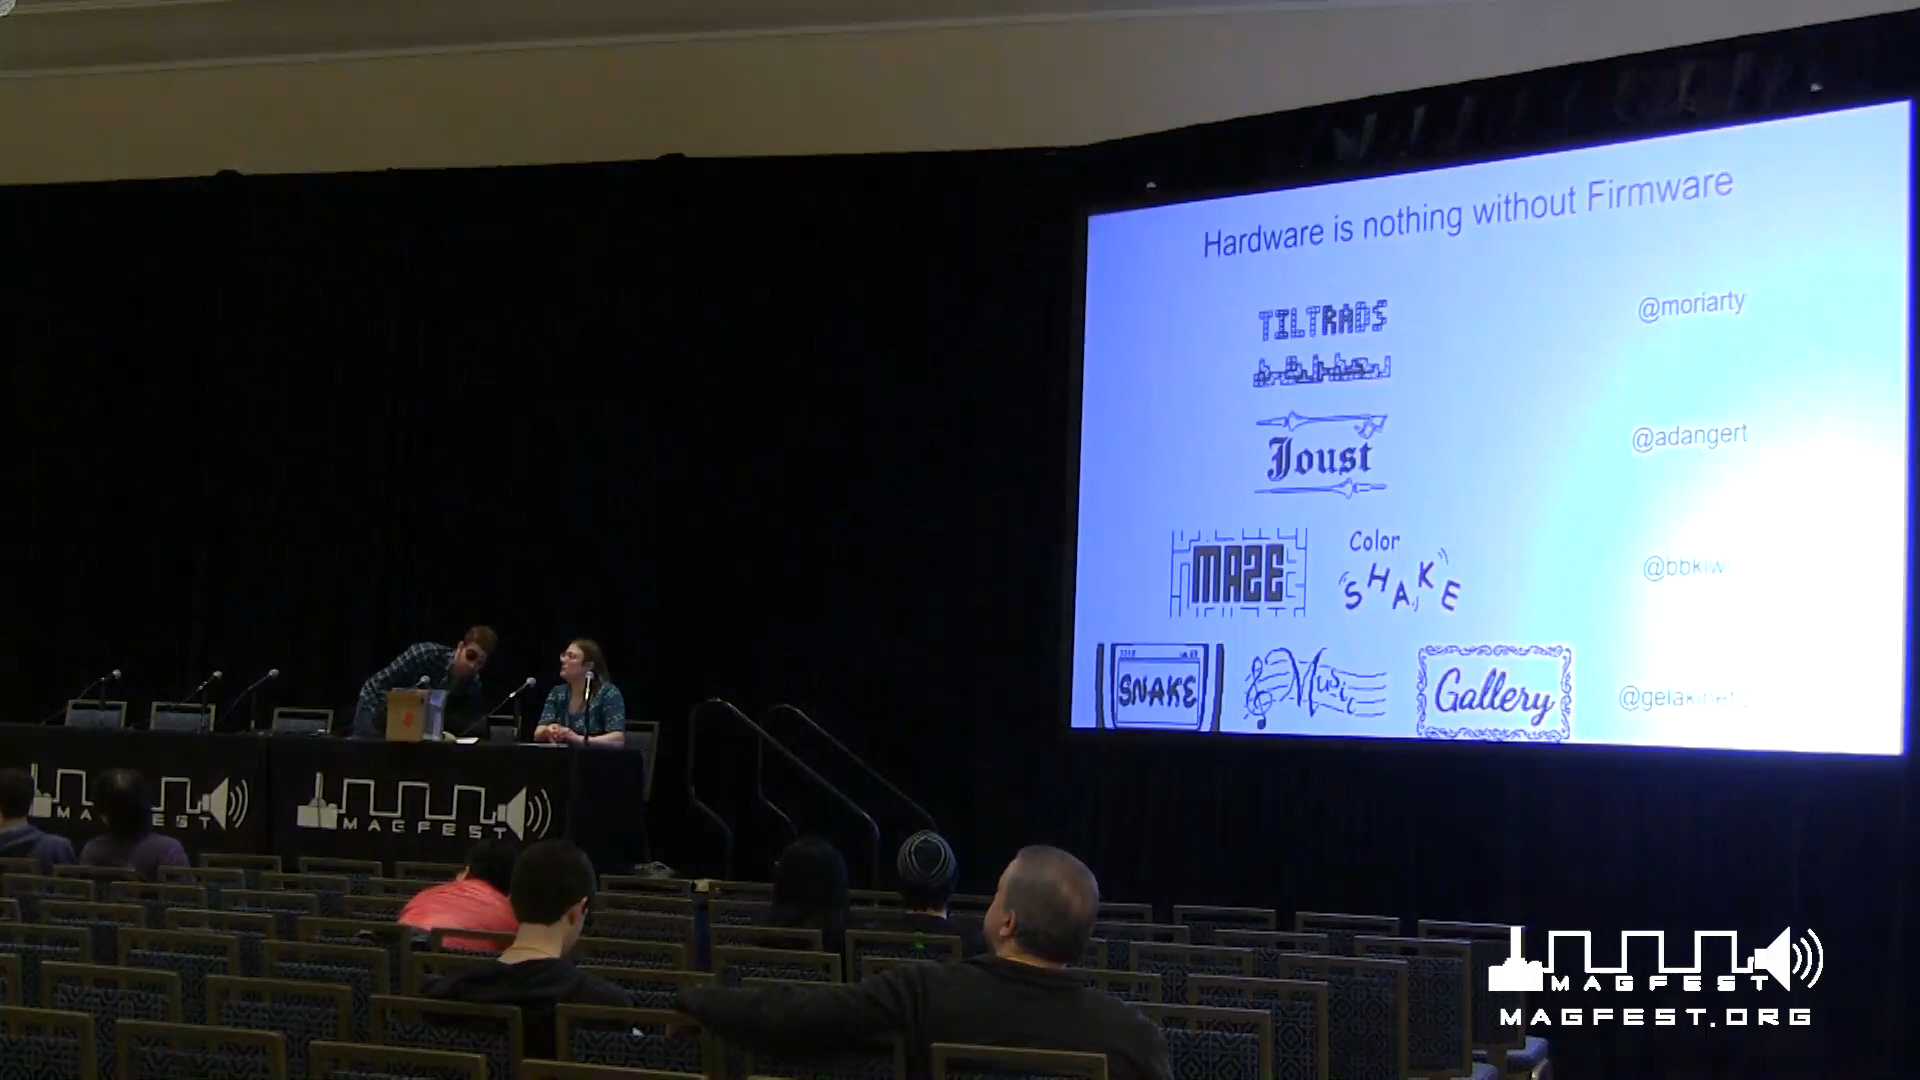 Hardware is nothing without Firmware
TILTRADS
@moriarty
Joust
@adangert
MAZE
Color
SHAKE
@bbkiwi
SNAKE
Music
Gallery
MAGFEST
MAGFEST
MAGFEST
MAGFEST.ORG